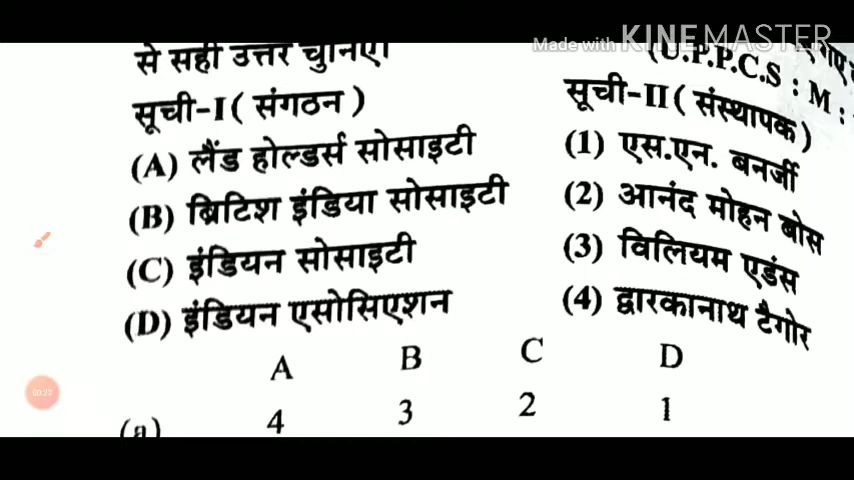 Made with KINEMASTER
से सही उत्तर चुनिए।
(U.P.P.C.S : M :
सूची-I ( संगठन )
सूची-II ( संस्थापक)
(A) लैंड होल्डर्स सोसाइटी
(1) एस.एन. बनर्जी
(B) ब्रिटिश इंडिया सोसाइटी
(2) आनंद मोहन बोस
(C) इंडियन सोसाइटी
(3) विलियम एडंस
(D) इंडियन एसोसिएशन
(4) द्वारकानाथ टैगोर
A B C D
(a) 4 3 2 1